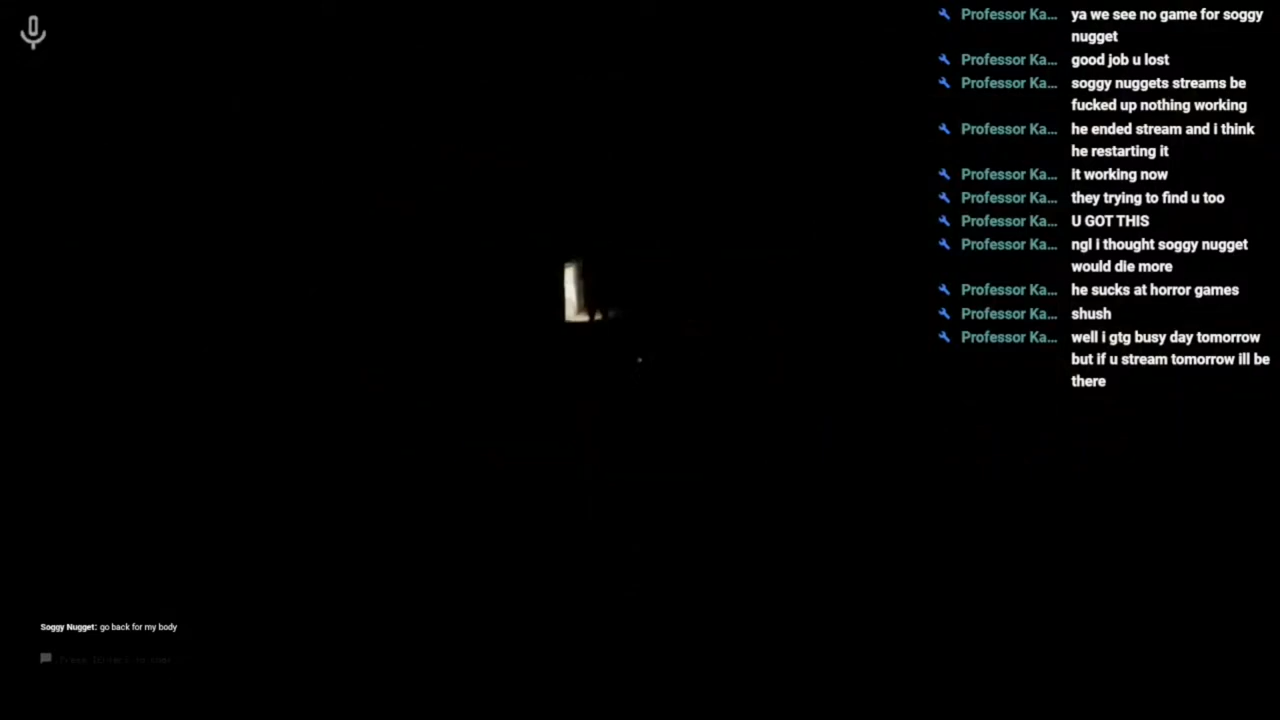 Professor Ka... ya we see no game for soggy
nugget
Professor Ka... good job u lost
Professor Ka... soggy nuggets streams be
fucked up nothing working
Professor Ka... he ended stream and i think
he restarting it
Professor Ka... it working now
Professor Ka... they trying to find u too
Professor Ka... U GOT THIS
Professor Ka... ngl i thought soggy nugget
would die more
Professor Ka... he sucks at horror games
Professor Ka... shush
Professor Ka... well i gtg busy day tomorrow
but if u stream tomorrow ill be
there
Soggy Nugget: go back for my body